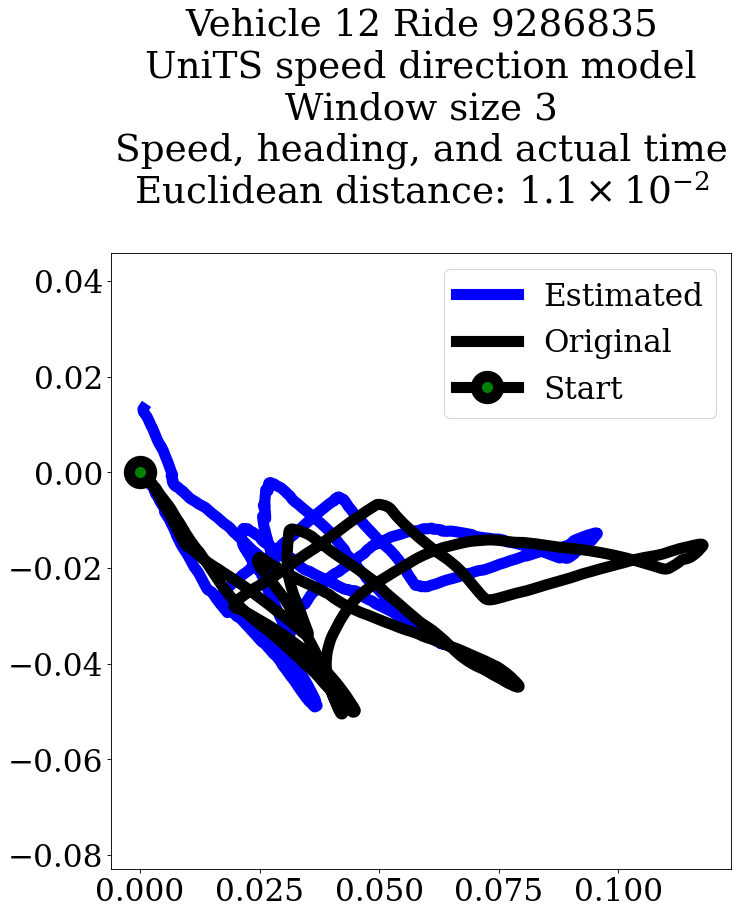 Vehicle 12 Ride 9286835
UniTS speed direction model
Window size 3
Speed, heading, and actual time
Euclidean distance: 1.1 × 10⁻²
Estimated
Original
Start
0.04
0.02
0.00
−0.02
−0.04
−0.06
−0.08
0.000 0.025 0.050 0.075 0.100